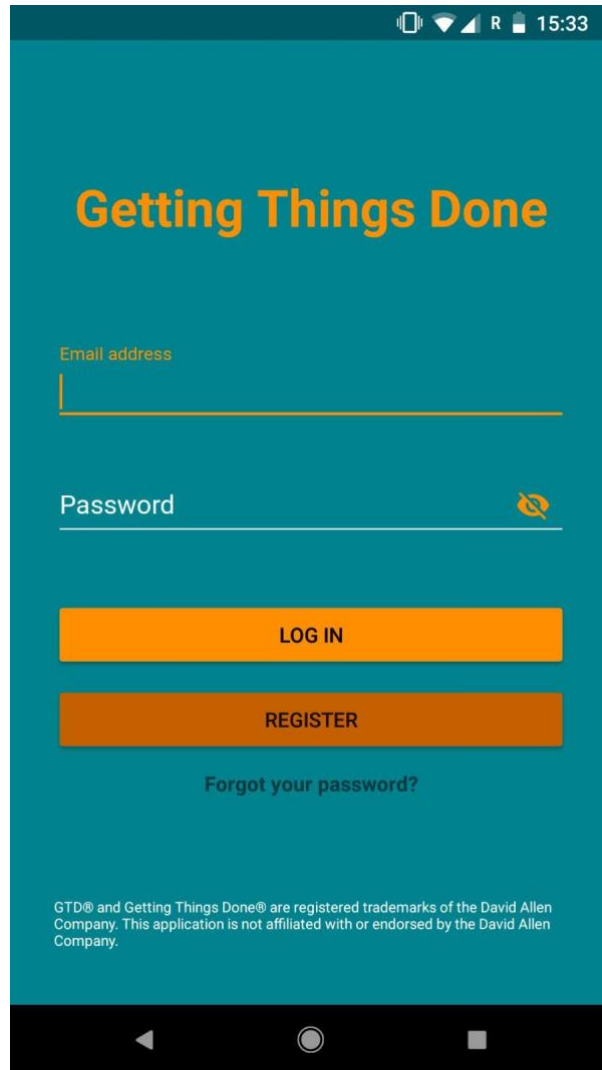 R 15:33
Getting Things Done
Email address
Password
LOG IN
REGISTER
Forgot your password?
GTD® and Getting Things Done® are registered trademarks of the David Allen
Company. This application is not affiliated with or endorsed by the David Allen
Company.